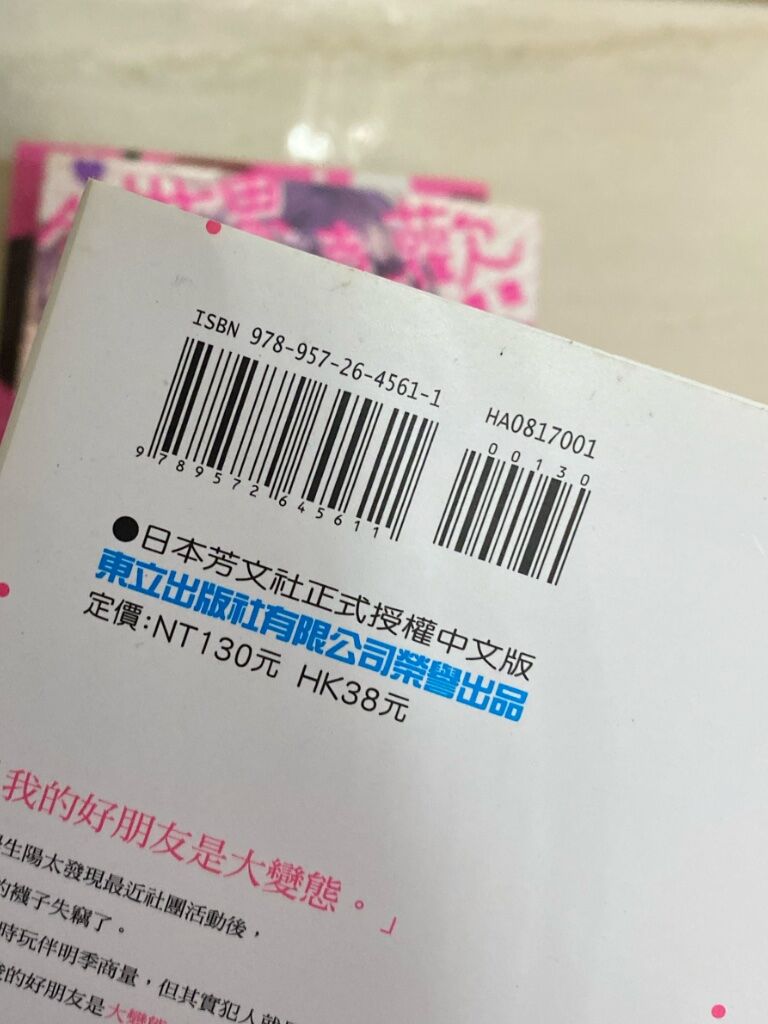 ISBN 978-957-26-4561-1
HA0817001
00130
9789572645611
●日本芳文社正式授權中文版
東立出版社有限公司榮譽出品
定價:NT130元 HK38元
我的好朋友是大變態。」
生陽太發現最近社團活動後，
的襪子失竊了。
時玩伴明季商量，但其實犯人就
的好朋友是大變態